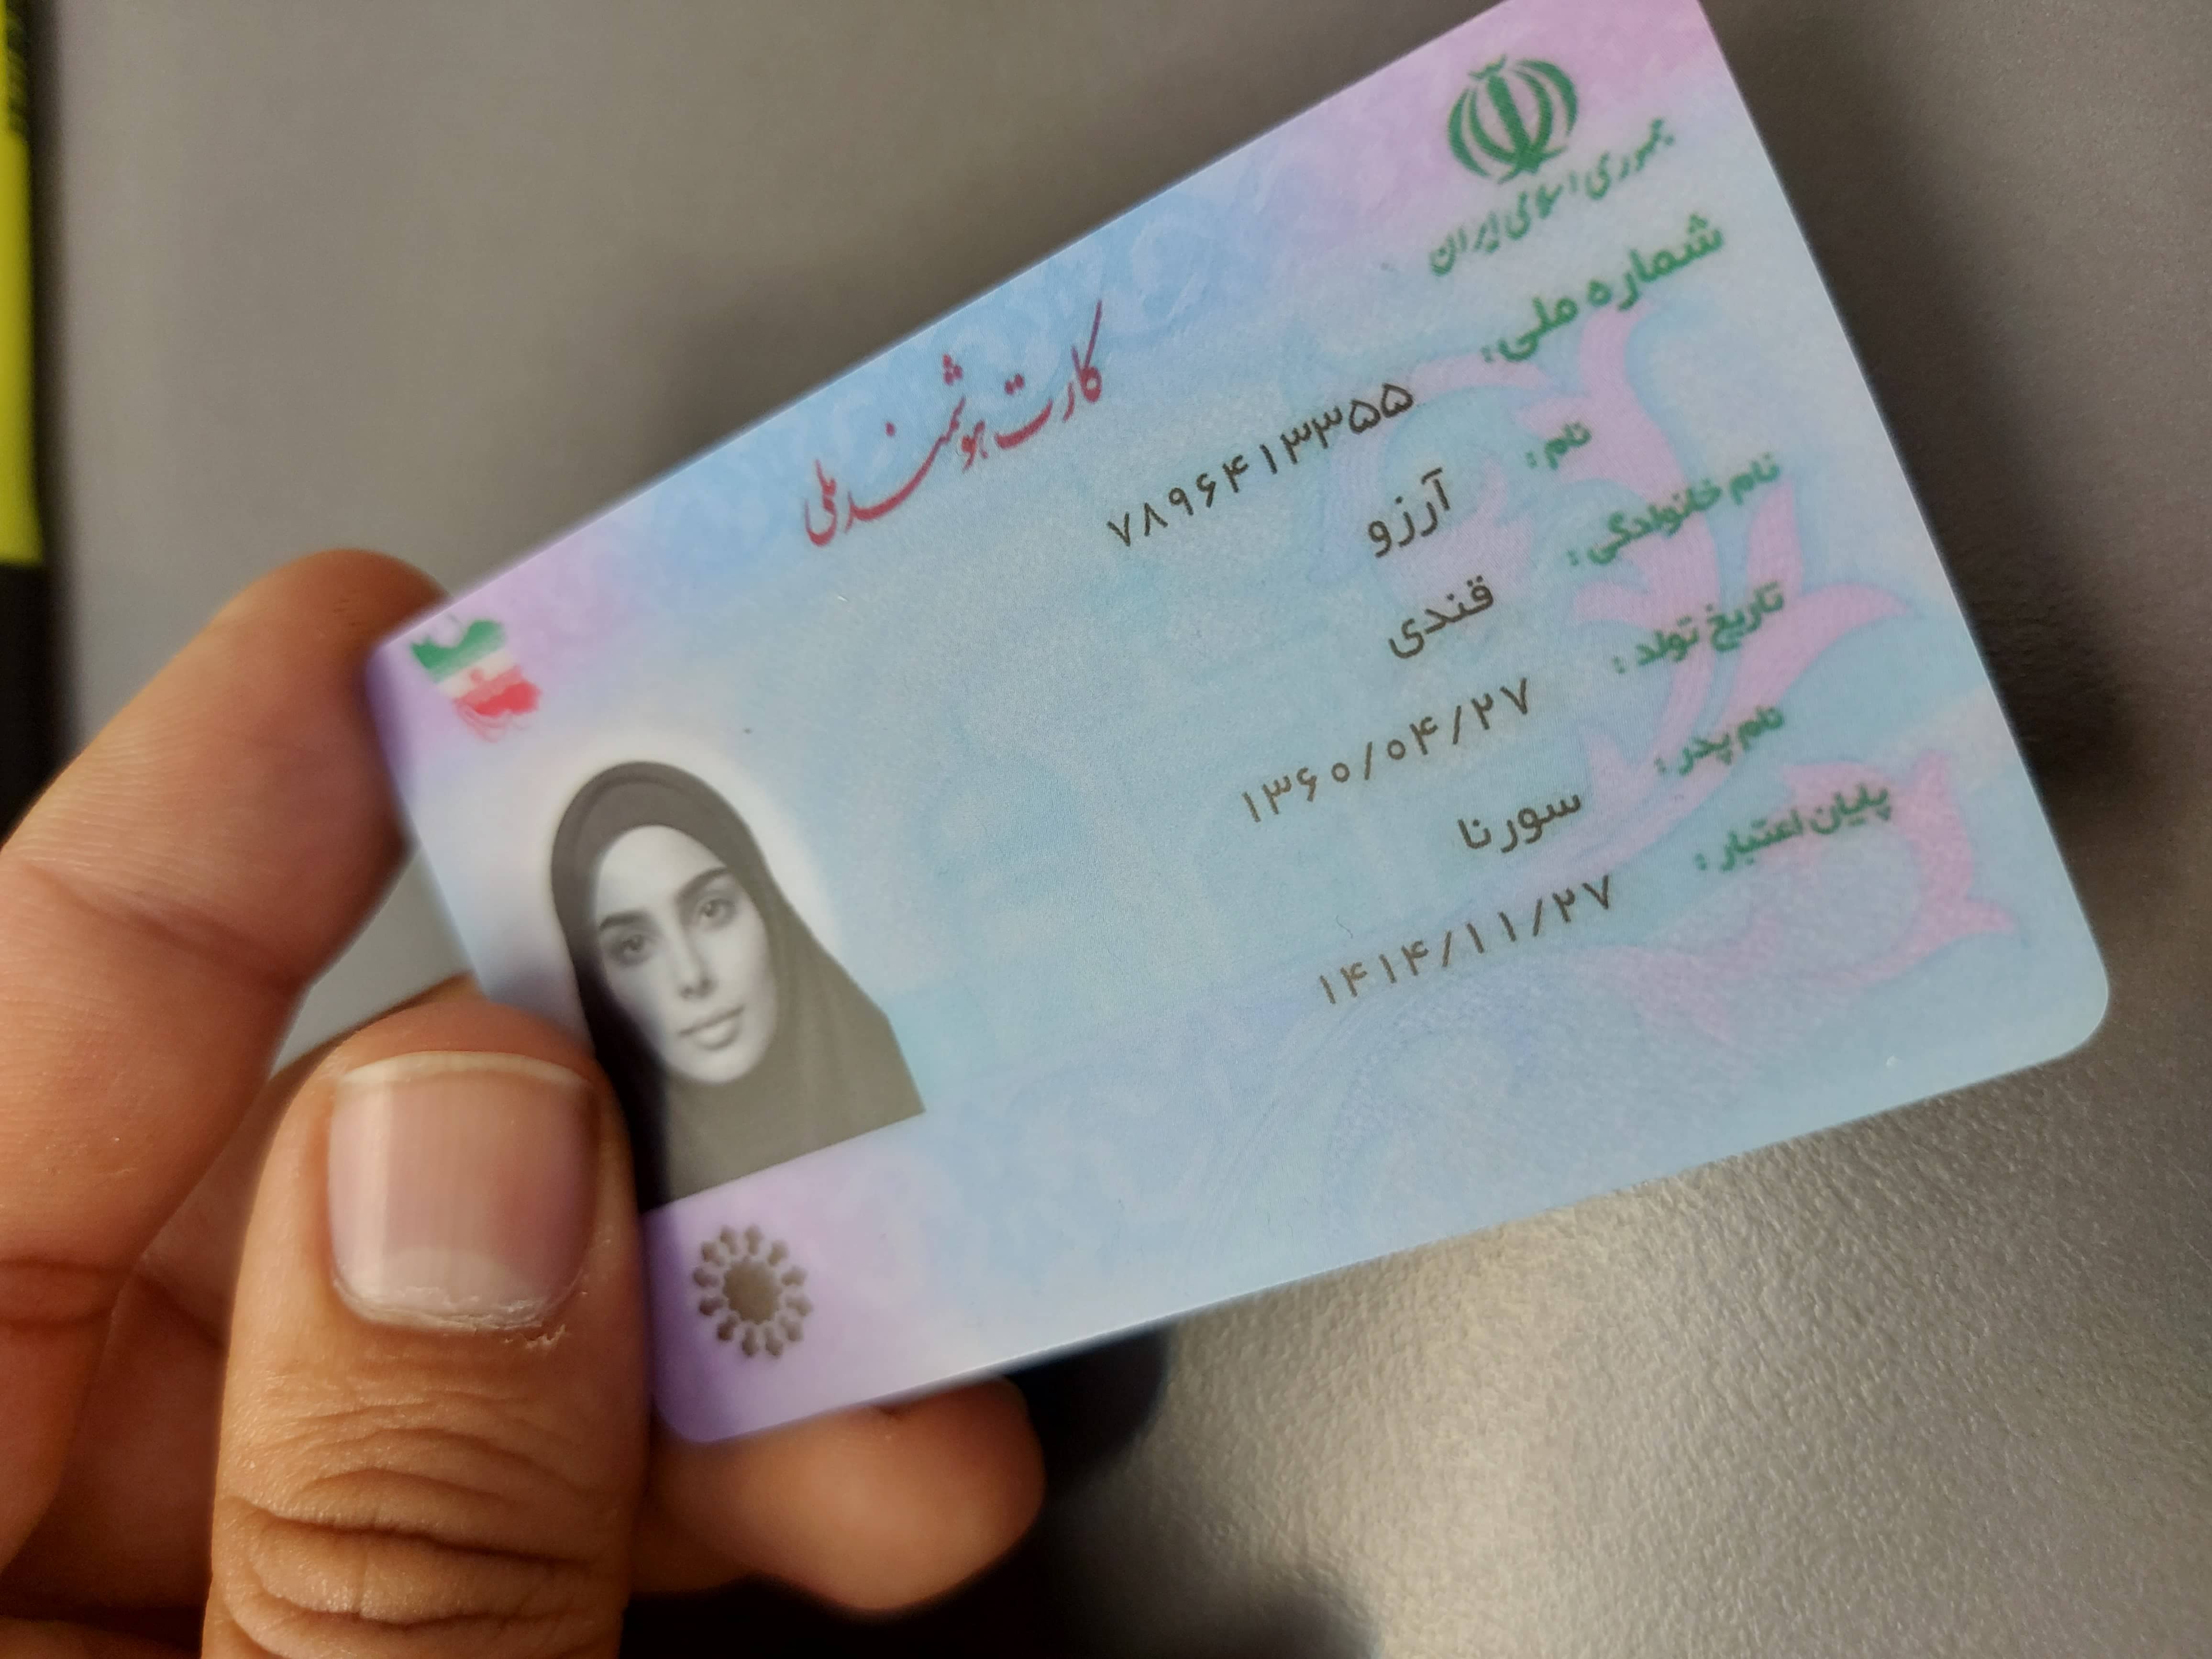 جمهوری اسلامی ایران
کارت هوشمند ملی
شماره ملی: ۷۸۹۶۴۱۳۳۵۵
نام: آرزو
نام خانوادگی: قندی
تاریخ تولد: ۱۳۶۰/۰۴/۲۷
نام پدر: سورنا
پایان اعتبار: ۱۴۱۴/۱۱/۲۷